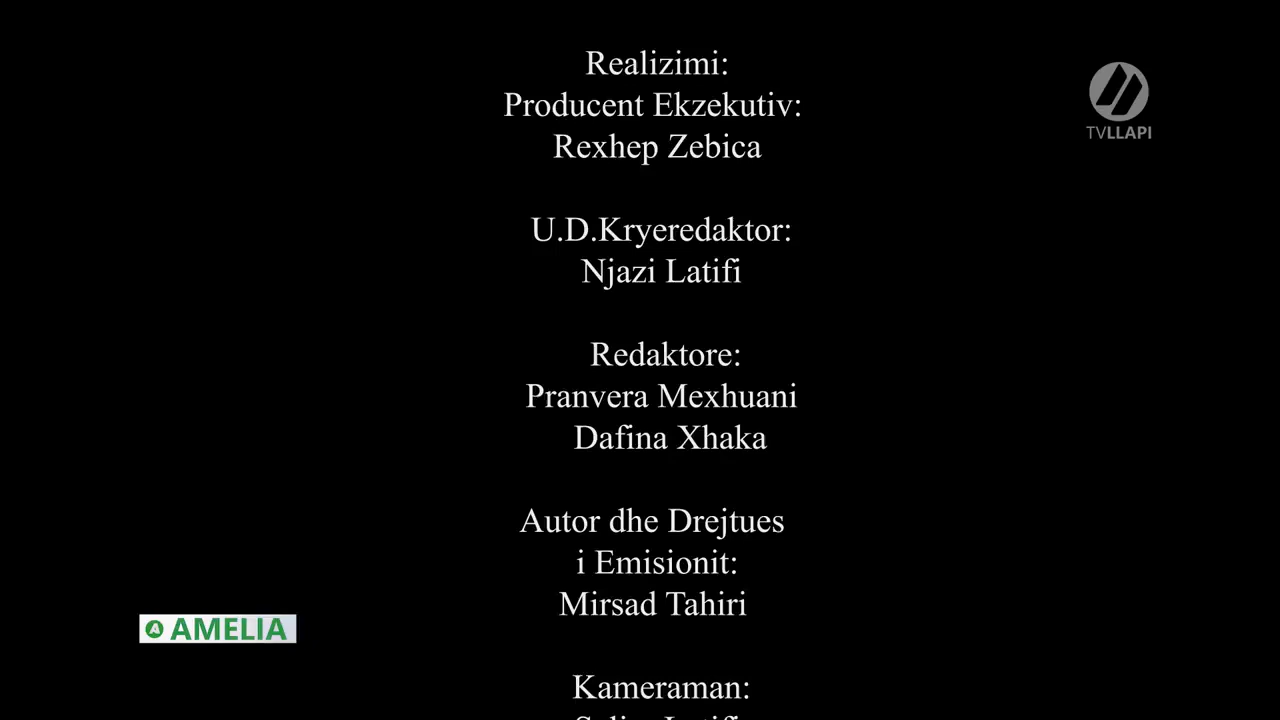 Realizimi:
Producent Ekzekutiv:
Rexhep Zebica
U.D.Kryeredaktor:
Njazi Latifi
Redaktore:
Pranvera Mexhuani
Dafina Xhaka
Autor dhe Drejtues
i Emisionit:
Mirsad Tahiri
Kameraman:
TVLLAPI
AMELIA